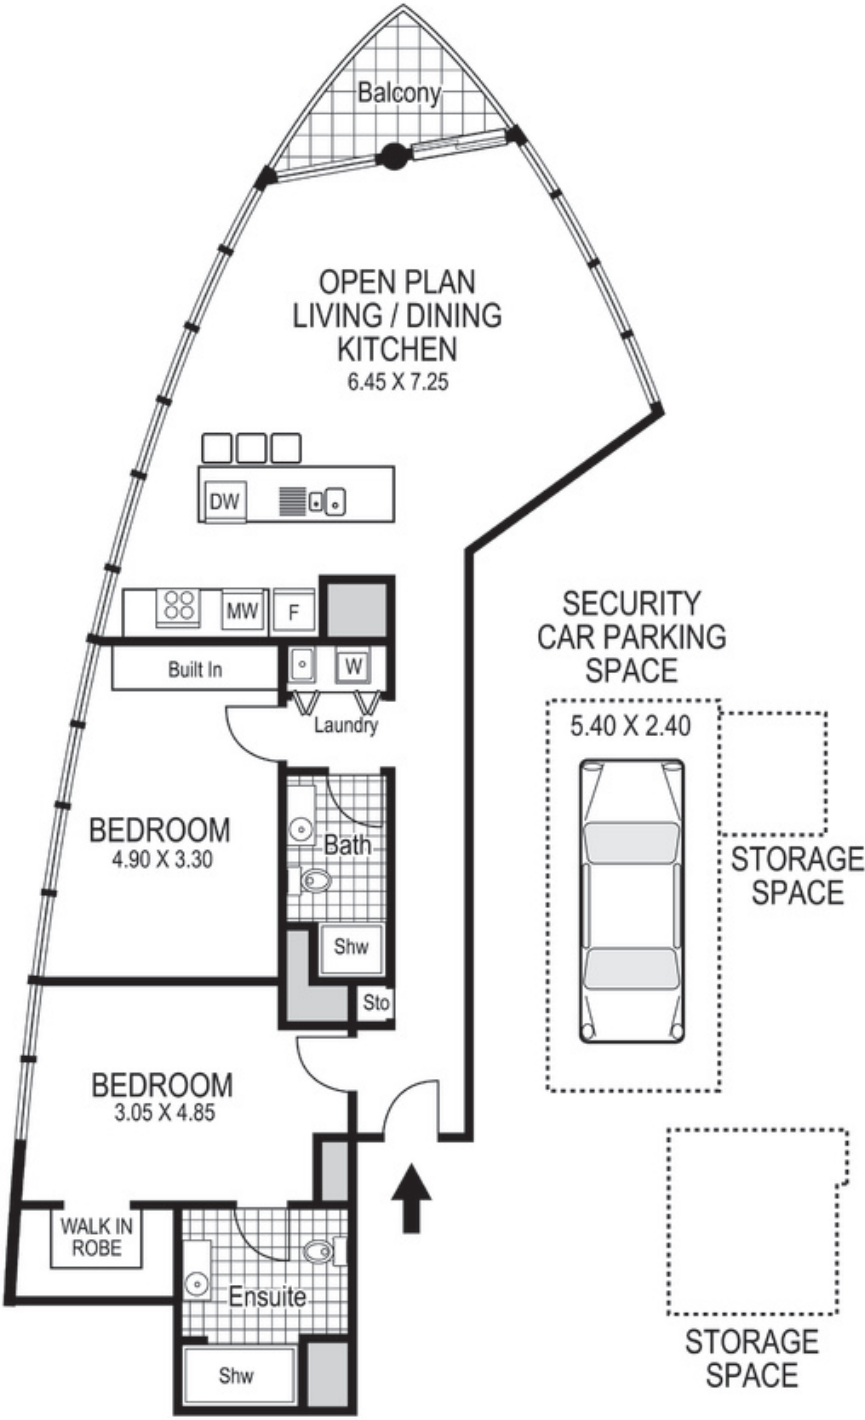 Balcony
OPEN PLAN
LIVING / DINING
KITCHEN
6.45 X 7.25
DW
MW
F
Built In
W
Laundry
BEDROOM
4.90 X 3.30
Bath
Shw
Sto
BEDROOM
3.05 X 4.85
WALK IN
ROBE
Ensuite
Shw
SECURITY
CAR PARKING
SPACE
5.40 X 2.40
STORAGE
SPACE
STORAGE
SPACE